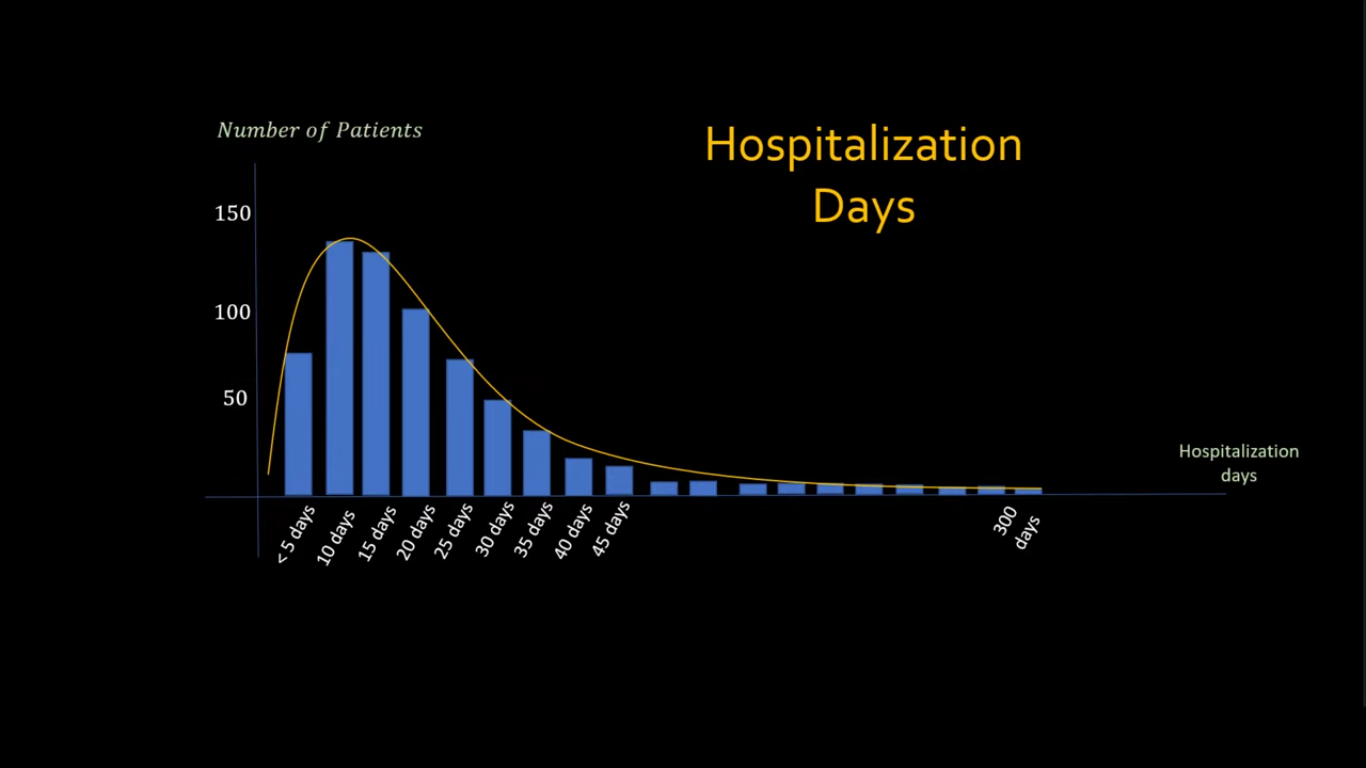 Number of Patients
Hospitalization
Days
150
100
50
Hospitalization
days
< 5 days
10 days
15 days
20 days
25 days
30 days
35 days
40 days
45 days
300
days